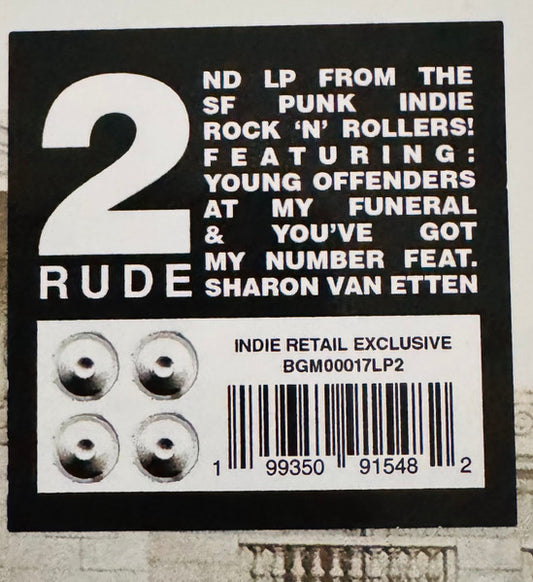 2
RUDE
ND LP FROM THE
SF PUNK INDIE
ROCK ‘N’ ROLLERS!
FEATURING:
YOUNG OFFENDERS
AT MY FUNERAL
& YOU’VE GOT
MY NUMBER FEAT.
SHARON VAN ETTEN
INDIE RETAIL EXCLUSIVE
BGM00017LP2
1 99350 91548 2